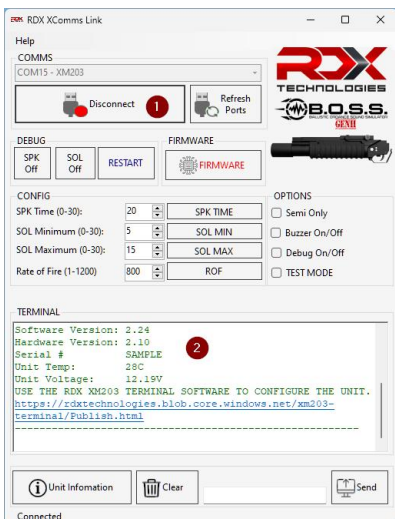 RDX RDX XComms Link
Help
COMMS
COM15 - XM203
Disconnect
1
Refresh Ports
RDX
TECHNOLOGIES
B.O.S.S.
BALLISTIC ORDNANCE SOUND SIMULATOR
GENII
DEBUG
SPK Off
SOL Off
RESTART
FIRMWARE
FIRMWARE
CONFIG
SPK Time (0-30): 20 SPK TIME
SOL Minimum (0-30): 5 SOL MIN
SOL Maximum (0-30): 15 SOL MAX
Rate of Fire (1-1200) 800 ROF
OPTIONS
Semi Only
Buzzer On/Off
Debug On/Off
TEST MODE
TERMINAL
Software Version: 2.24
Hardware Version: 2.10
Serial # SAMPLE
2
Unit Temp: 28C
Unit Voltage: 12.19V
USE THE RDX XM203 TERMINAL SOFTWARE TO CONFIGURE THE UNIT.
https://rdxtechnologies.blob.core.windows.net/xm203-
terminal/Publish.html
------------------------------------------------------
Unit Infomation
Clear
Send
Connected